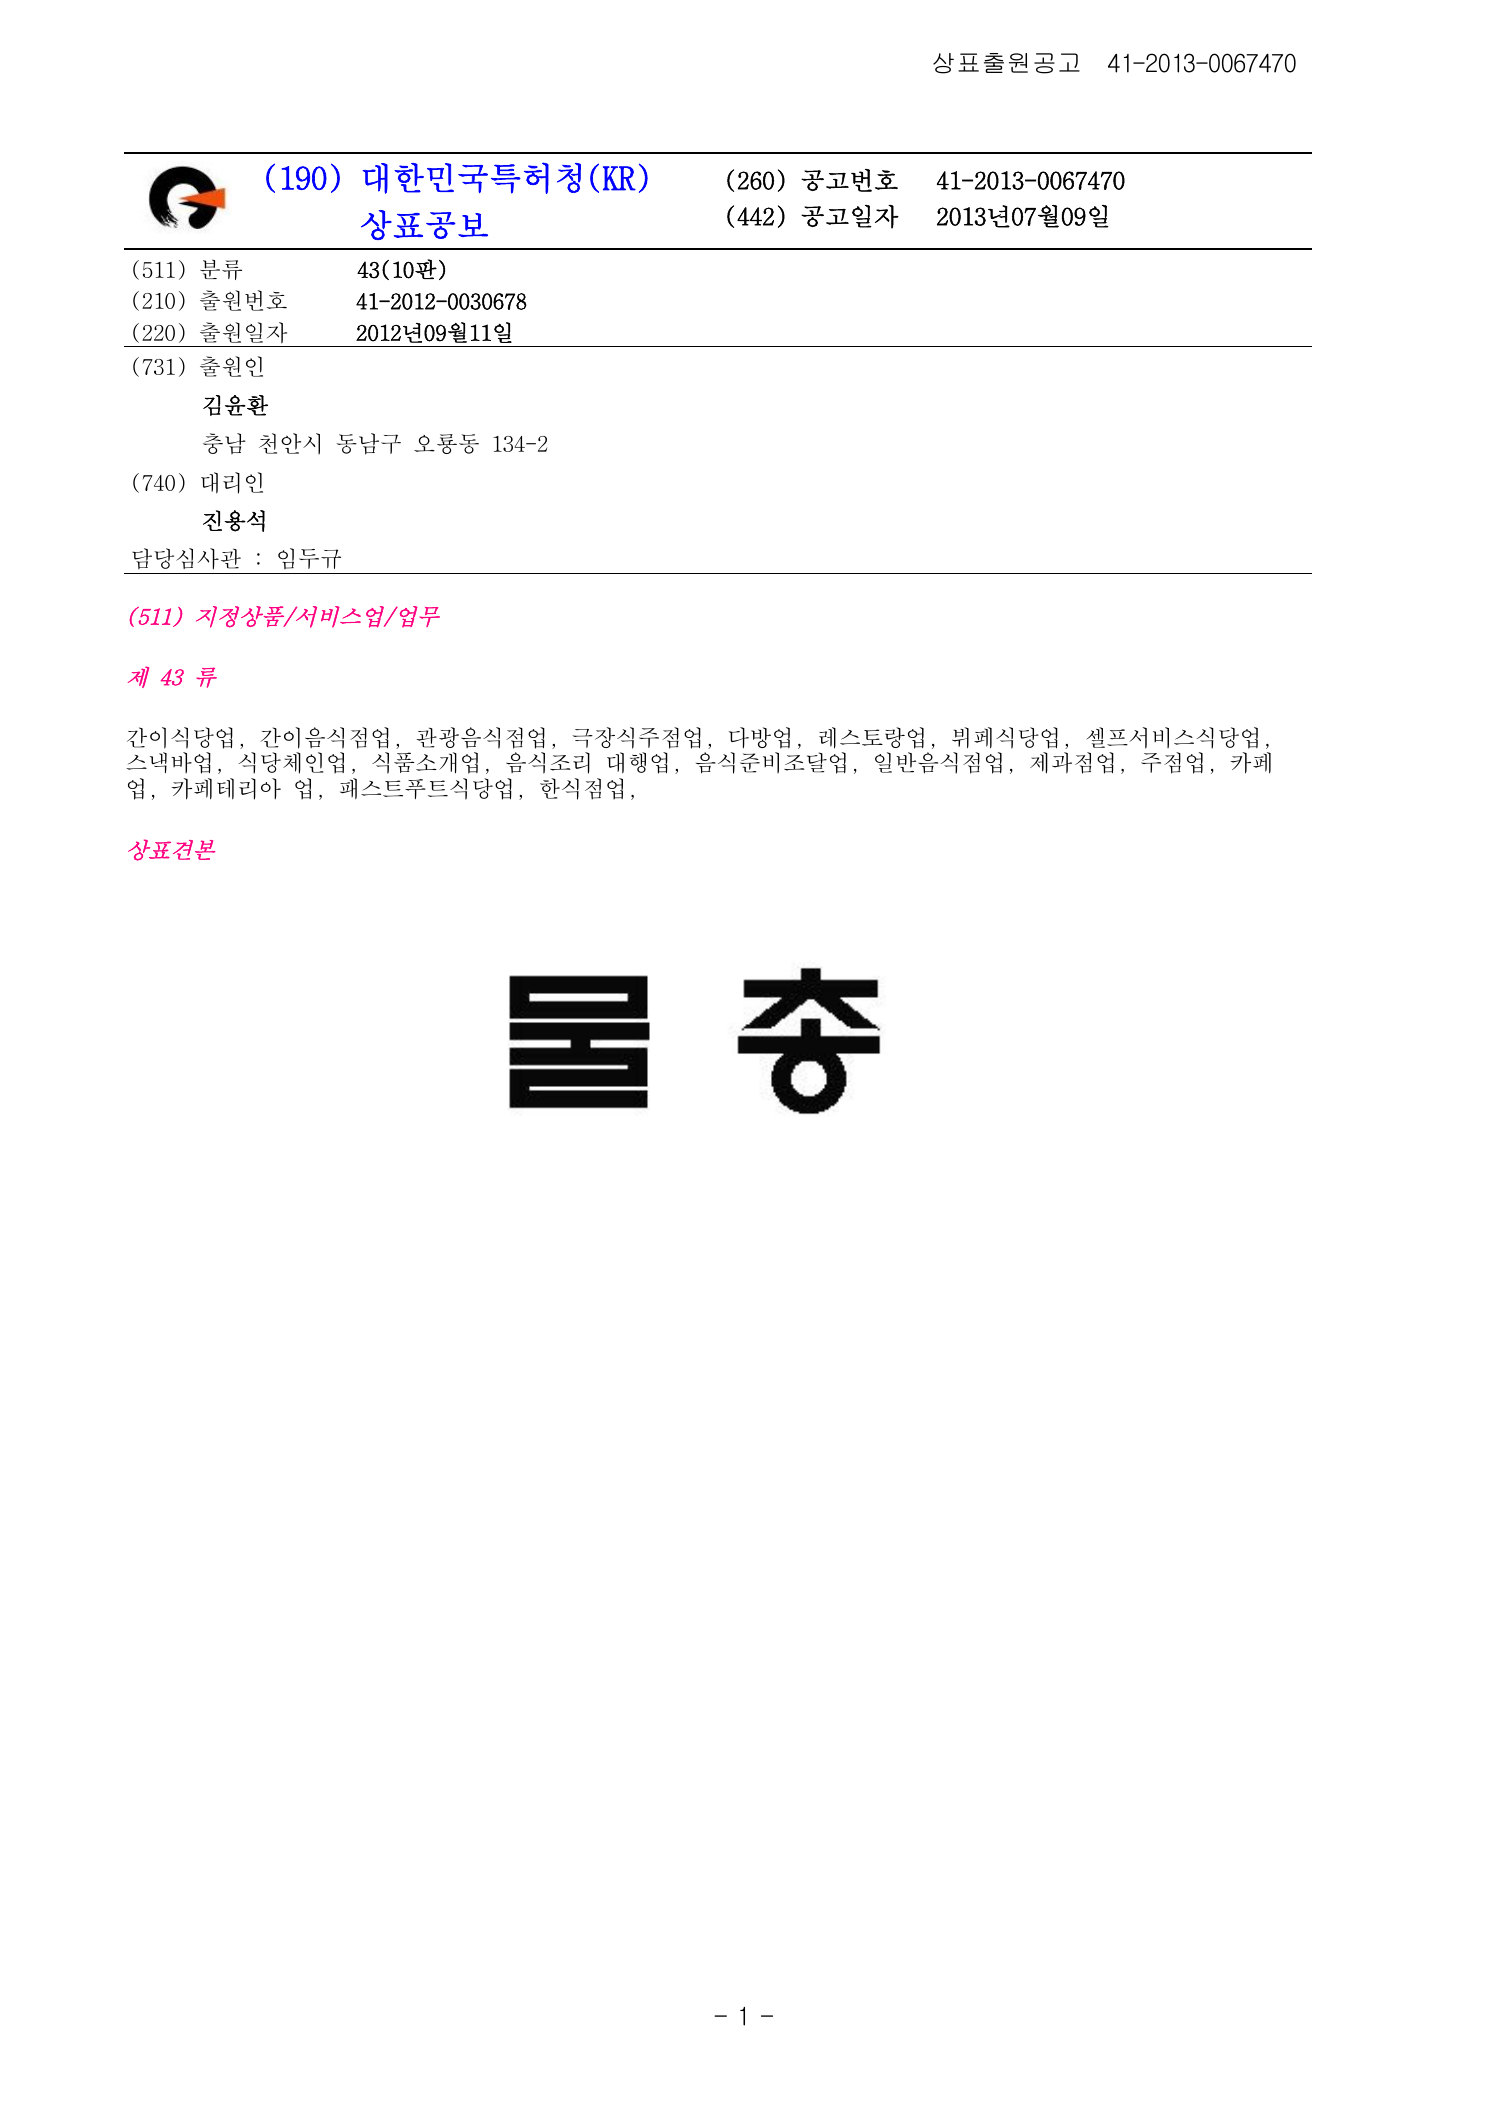 상표출원공고 41-2013-0067470
(190) 대한민국특허청(KR)
상표공보
(260) 공고번호 41-2013-0067470
(442) 공고일자 2013년07월09일
(511) 분류 43(10판)
(210) 출원번호 41-2012-0030678
(220) 출원일자 2012년09월11일
(731) 출원인
김윤환
충남 천안시 동남구 오룡동 134-2
(740) 대리인
진용석
담당심사관 : 임두규
(511) 지정상품/서비스업/업무
제 43 류
간이식당업, 간이음식점업, 관광음식점업, 극장식주점업, 다방업, 레스토랑업, 뷔페식당업, 셀프서비스식당업,
스낵바업, 식당체인업, 식품소개업, 음식조리 대행업, 음식준비조달업, 일반음식점업, 제과점업, 주점업, 카페
업, 카페테리아 업, 패스트푸트식당업, 한식점업,
상표견본
물 총
- 1 -